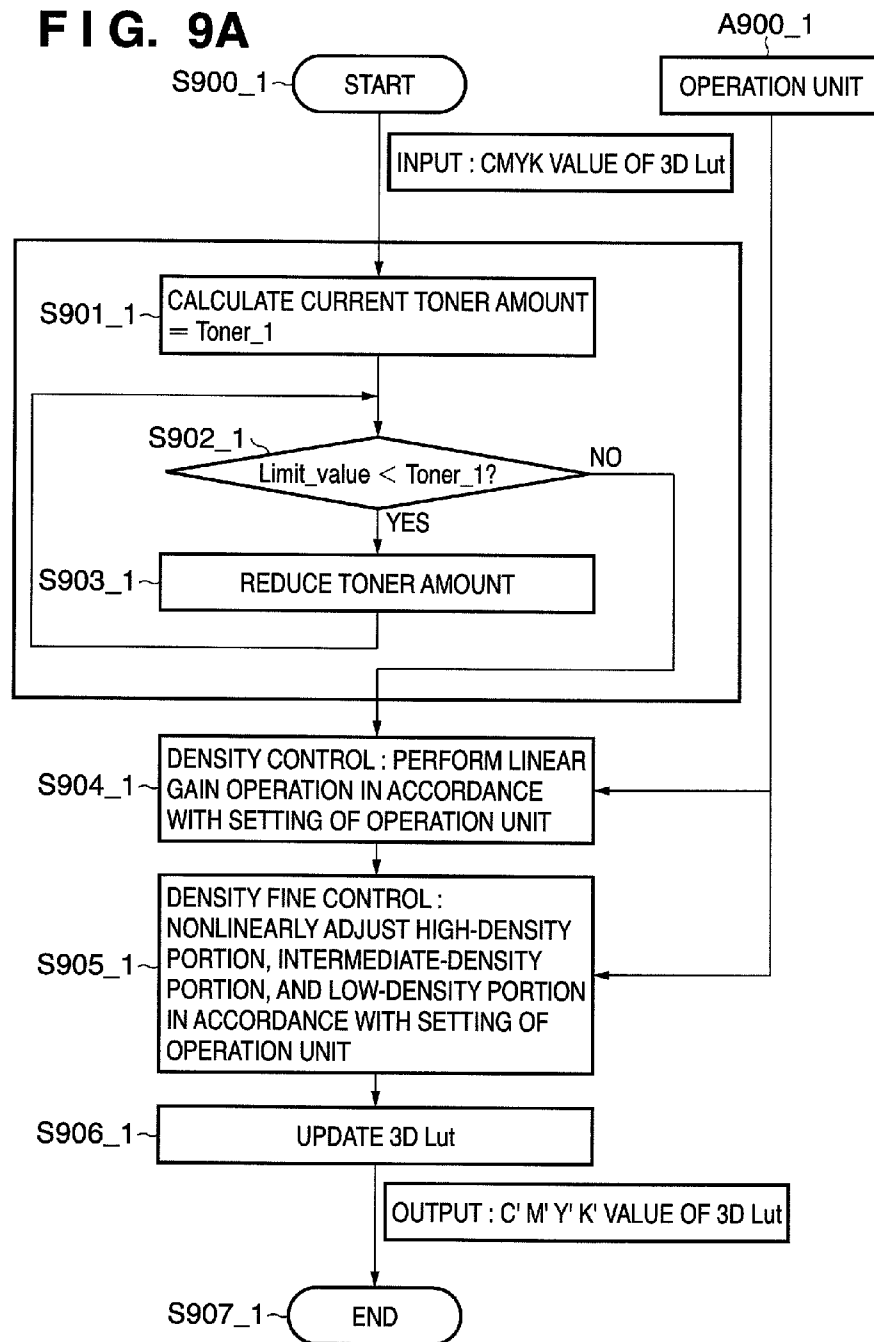 FIG. 9A
A900_1
S900_1
START
OPERATION UNIT
INPUT : CMYK VALUE OF 3D Lut
S901_1
CALCULATE CURRENT TONER AMOUNT
= Toner_1
S902_1
Limit_value < Toner_1?
NO
YES
S903_1
REDUCE TONER AMOUNT
S904_1
DENSITY CONTROL : PERFORM LINEAR
GAIN OPERATION IN ACCORDANCE
WITH SETTING OF OPERATION UNIT
S905_1
DENSITY FINE CONTROL :
NONLINEARLY ADJUST HIGH-DENSITY
PORTION, INTERMEDIATE-DENSITY
PORTION, AND LOW-DENSITY PORTION
IN ACCORDANCE WITH SETTING OF
OPERATION UNIT
S906_1
UPDATE 3D Lut
OUTPUT : C' M' Y' K' VALUE OF 3D Lut
S907_1
END